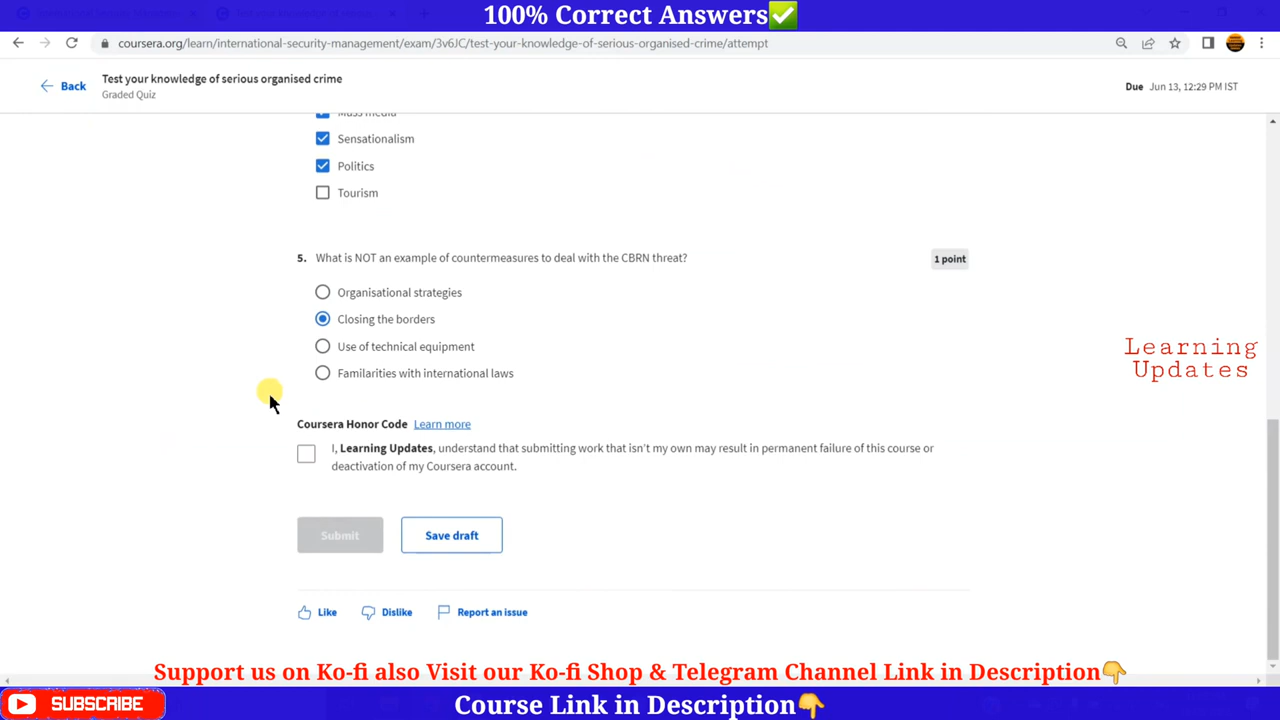 100% Correct Answers✅
coursera.org/learn/international-security-management/exam/3v6JC/test-your-knowledge-of-serious-organised-crime/attempt
Back
Test your knowledge of serious organised crime
Graded Quiz
Due Jun 13, 12:29 PM IST
Mass media
Sensationalism
Politics
Tourism
5. What is NOT an example of countermeasures to deal with the CBRN threat?
1 point
Organisational strategies
Closing the borders
Use of technical equipment
Familarities with international laws
Learning
Updates
Coursera Honor Code Learn more
I, Learning Updates, understand that submitting work that isn't my own may result in permanent failure of this course or
deactivation of my Coursera account.
Submit
Save draft
Like
Dislike
Report an issue
Support us on Ko-fi also Visit our Ko-fi Shop & Telegram Channel Link in Description👇
SUBSCRIBE
Course Link in Description👇